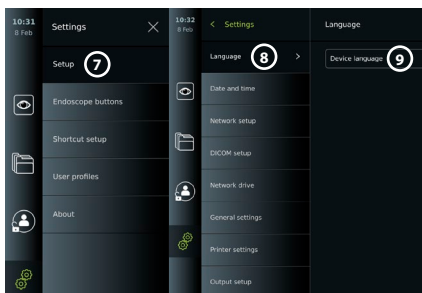 10:31
8 Feb
Settings
Setup
7
Endoscope buttons
Shortcut setup
User profiles
About
10:32
8 Feb
< Settings
Language
8
>
Date and time
Network setup
DICOM setup
Network drive
General settings
Printer settings
Output setup
Language
Device language
9